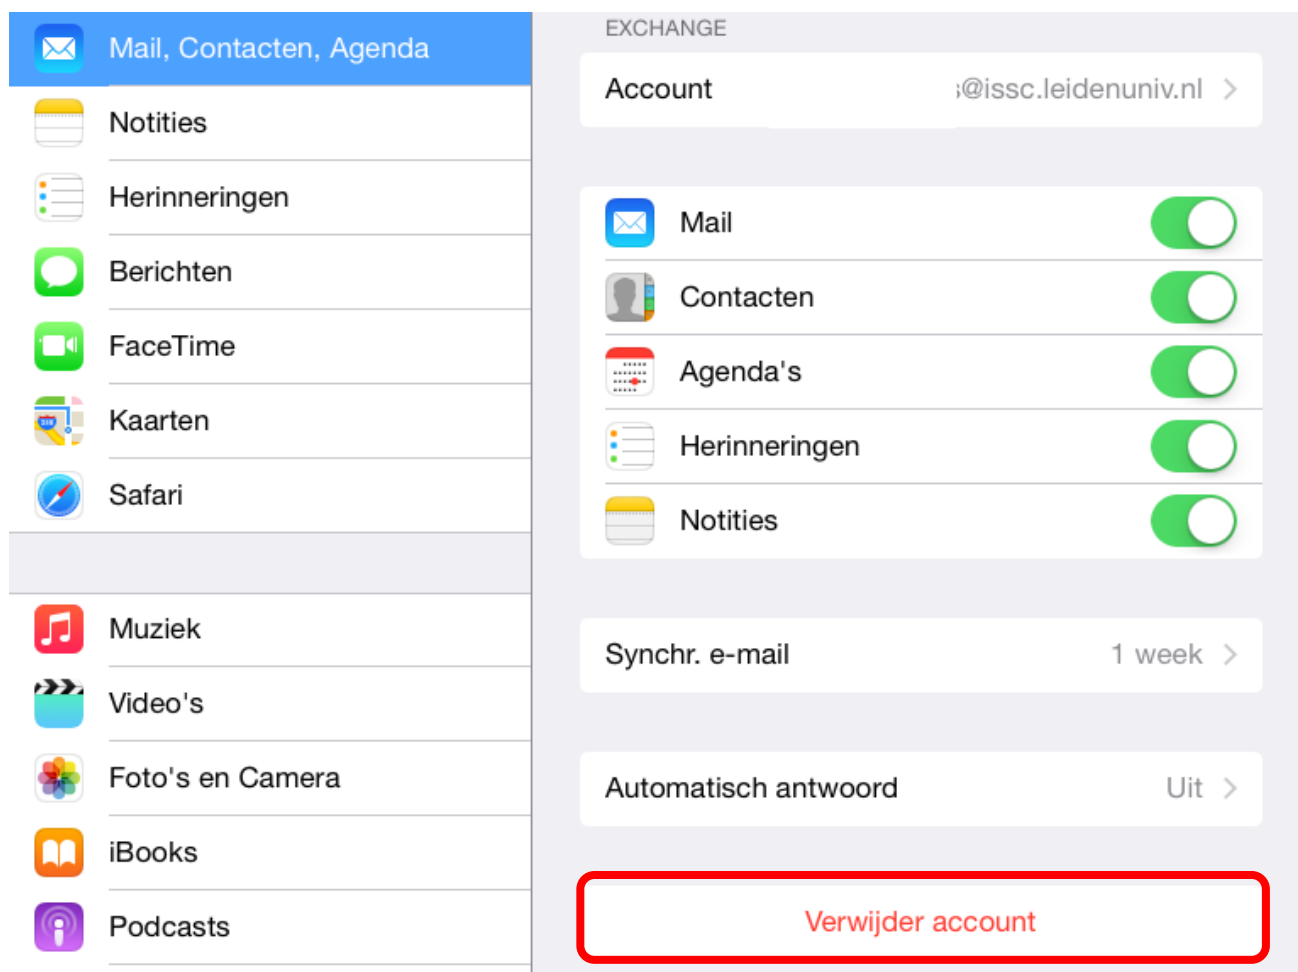 Mail, Contacten, Agenda
Notities
Herinneringen
Berichten
FaceTime
Kaarten
Safari
Muziek
Video's
Foto's en Camera
iBooks
Podcasts
EXCHANGE
Account @issc.leidenuniv.nl
Mail
Contacten
Agenda's
Herinneringen
Notities
Synchr. e-mail 1 week
Automatisch antwoord Uit
Verwijder account